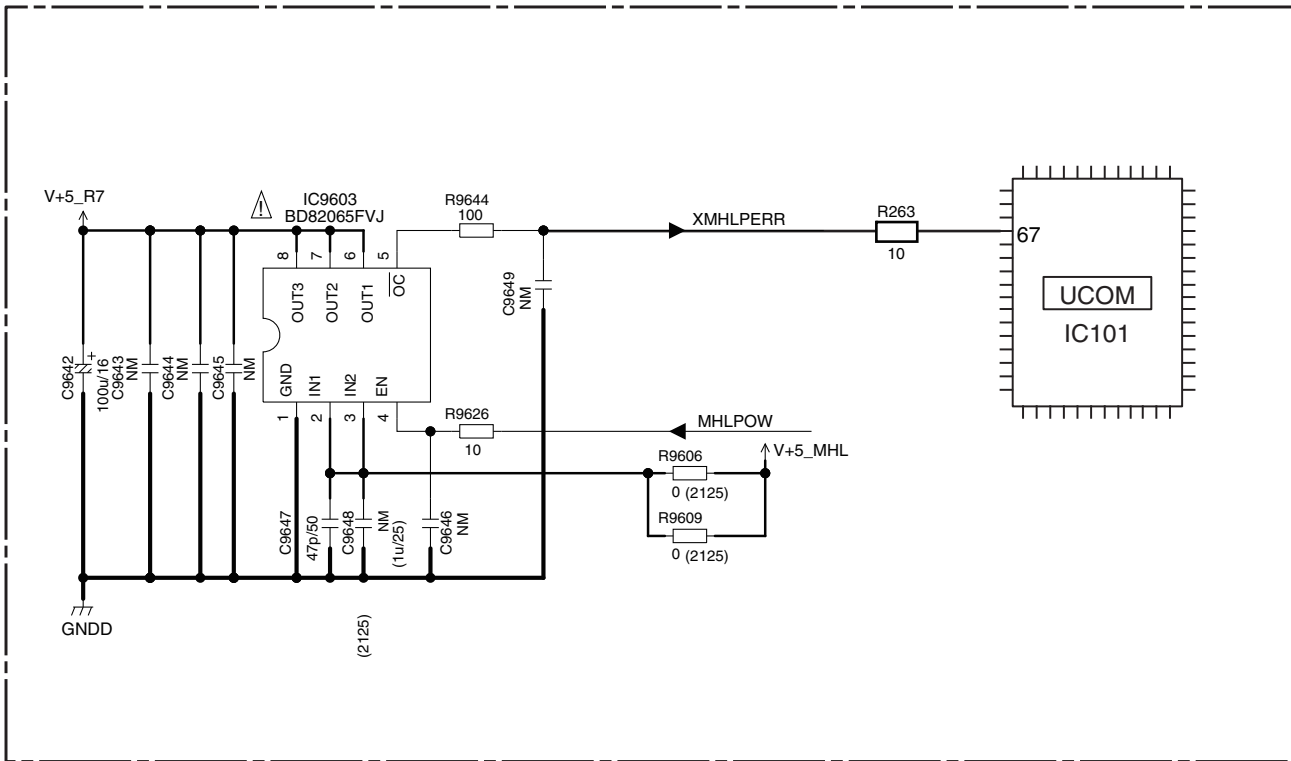 V+5_R7
IC9603
BD82065FVJ
R9644
100
XMHLPERR
R263
10
67
UCOM
IC101
8
7
6
5
OUT3
OUT2
OUT1
OC
C9649
NM
C9642
100u/16
C9643
NM
C9644
NM
C9645
NM
GND
IN1
IN2
EN
1
2
3
4
R9626
10
MHLPOW
V+5_MHL
R9606
0 (2125)
R9609
0 (2125)
C9647
47p/50
C9648
NM
(1u/25)
C9646
NM
(2125)
GNDD